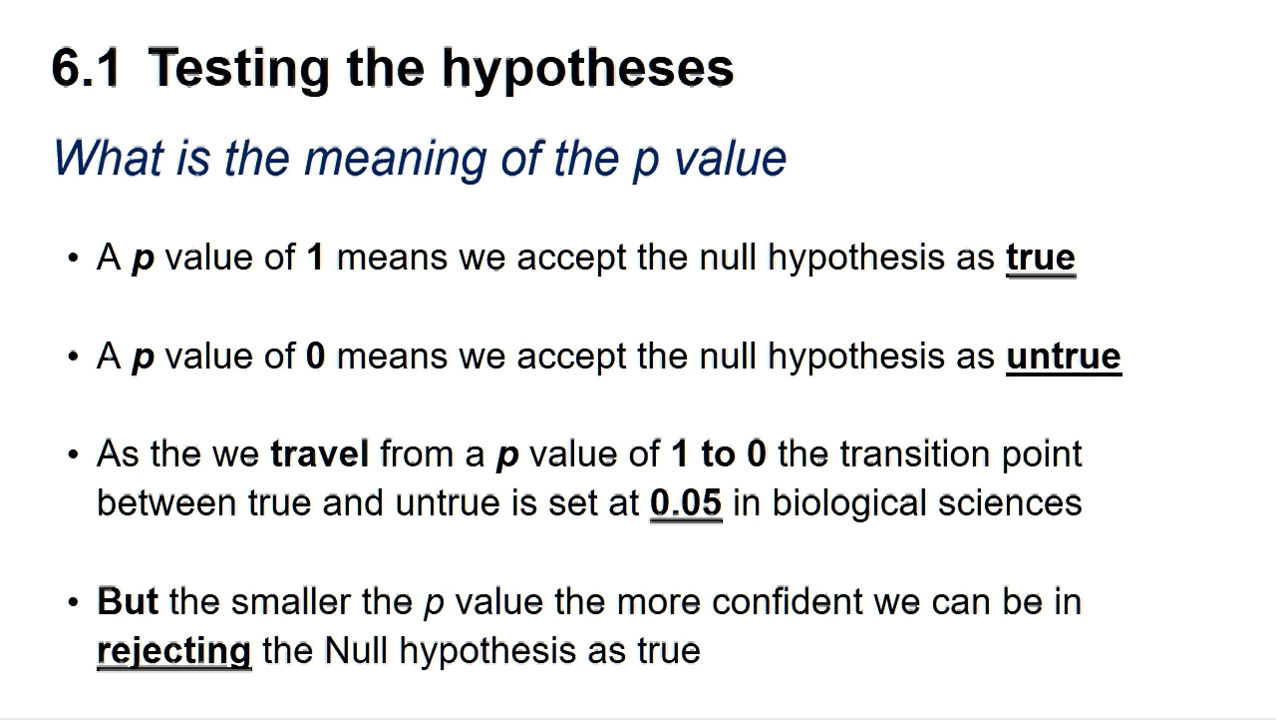 6.1 Testing the hypotheses
What is the meaning of the p value
• A p value of 1 means we accept the null hypothesis as true
• A p value of 0 means we accept the null hypothesis as untrue
• As the we travel from a p value of 1 to 0 the transition point
between true and untrue is set at 0.05 in biological sciences
• But the smaller the p value the more confident we can be in
rejecting the Null hypothesis as true